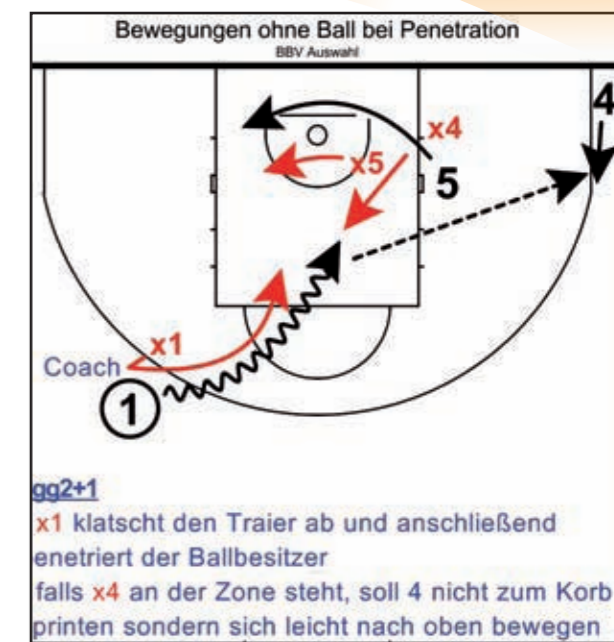 Bewegungen ohne Ball bei Penetration
BBV Auswahl
4
x4
x5
5
x1
Coach
1
gg2+1
x1 klatscht den Traier ab und anschließend
enetriert der Ballbesitzer
falls x4 an der Zone steht, soll 4 nicht zum Korb
printen sondern sich leicht nach oben bewegen